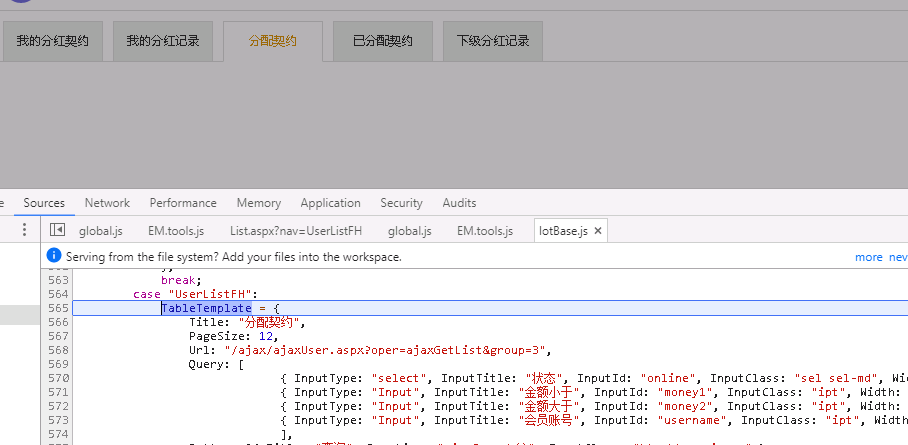 我的分红契约 我的分红记录 分配契约 已分配契约 下级分红记录
Sources Network Performance Memory Application Security Audits
global.js EM.tools.js List.aspx?nav=UserListFH global.js EM.tools.js lotBase.js ×
Serving from the file system? Add your files into the workspace. more nev
563 break;
564 case "UserListFH":
565 TableTemplate = {
566 Title: "分配契约",
567 PageSize: 12,
568 Url: "/ajax/ajaxUser.aspx?oper=ajaxGetList&group=3",
569 Query: [
570 { InputType: "select", InputTitle: "状态", InputId: "online", InputClass: "sel sel-md", Wid
571 { InputType: "Input", InputTitle: "金额小于", InputId: "money1", InputClass: "ipt", Width:
572 { InputType: "Input", InputTitle: "金额大于", InputId: "money2", InputClass: "ipt", Width:
573 { InputType: "Input", InputTitle: "会员账号", InputId: "username", InputClass: "ipt", Width
574 ],